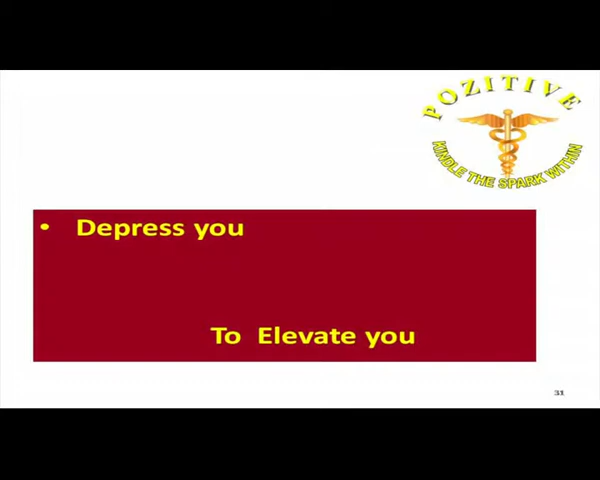 POZITIVE
KINDLE THE SPARK WITHIN
• Depress you
To Elevate you
31